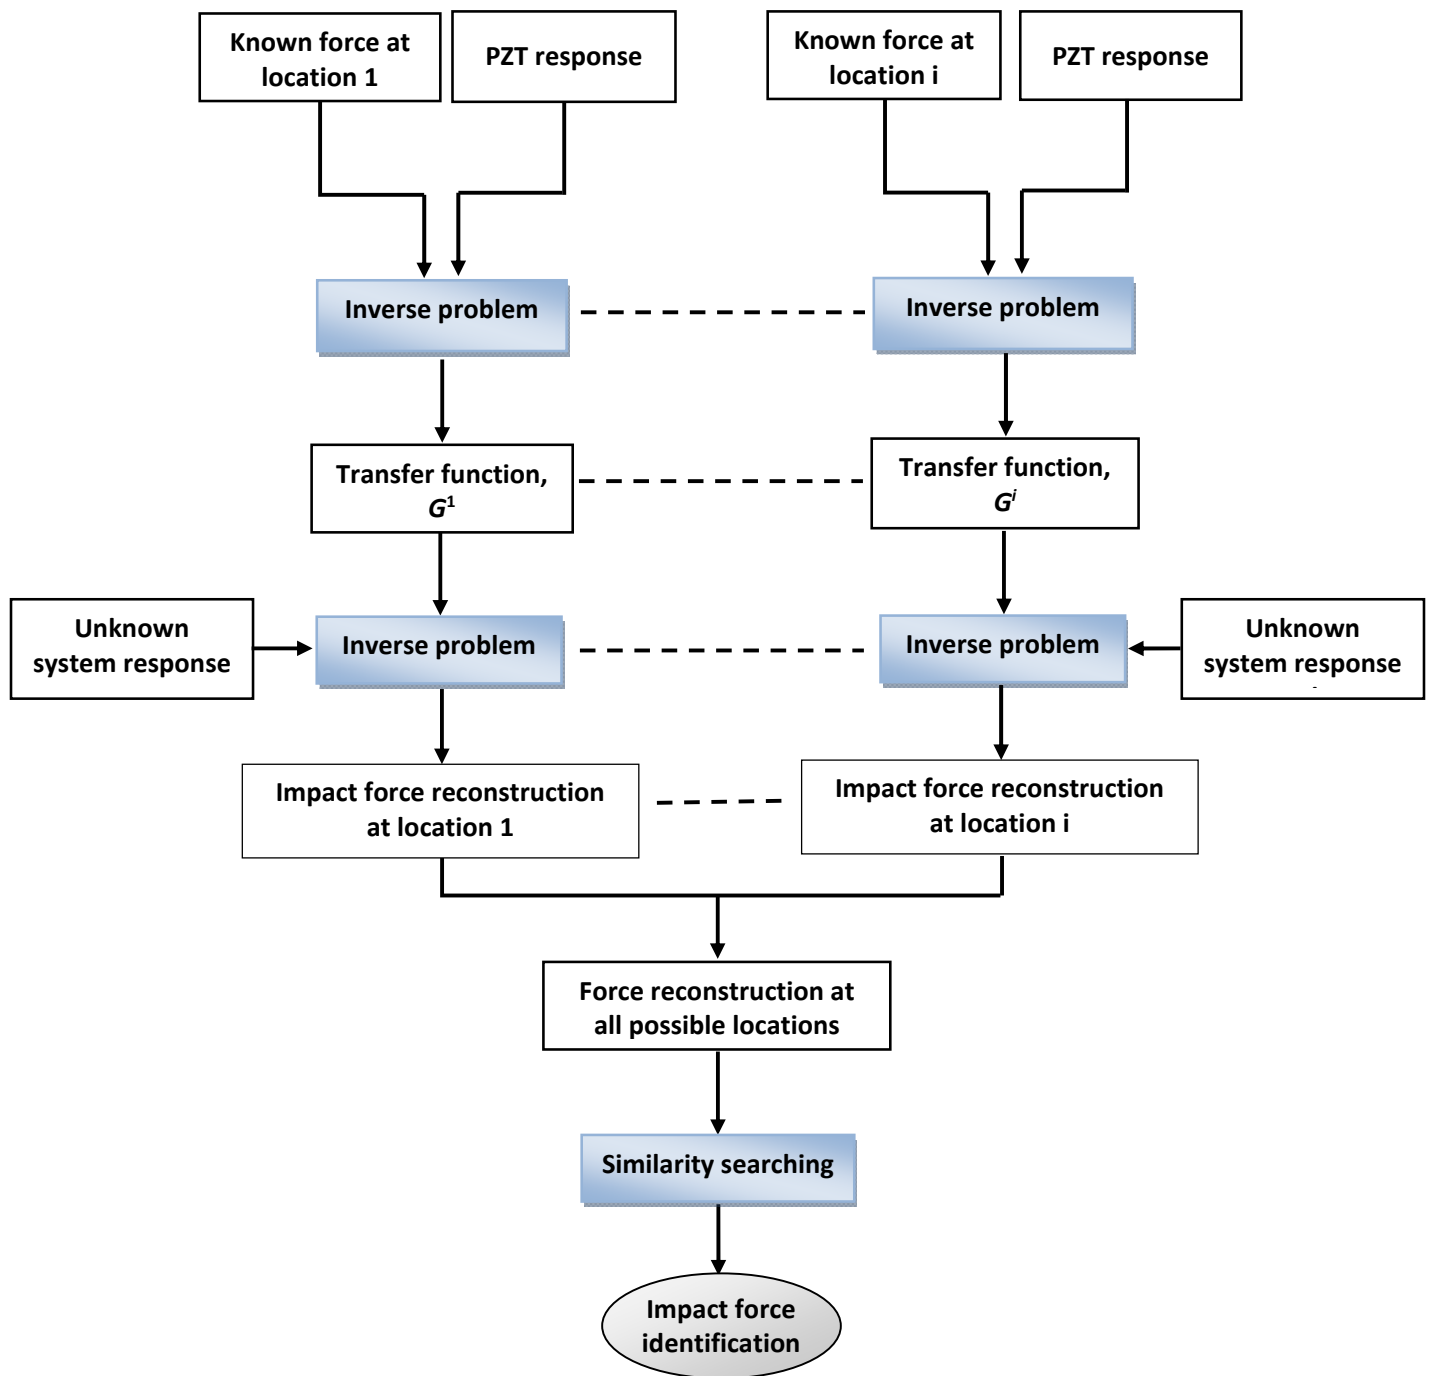 Known force at
location 1
PZT response
Known force at
location i
PZT response
Inverse problem
Inverse problem
Transfer function,
G¹
Transfer function,
Gⁱ
Unknown
system response
Inverse problem
Inverse problem
Unknown
system response
Impact force reconstruction
at location 1
Impact force reconstruction
at location i
Force reconstruction at
all possible locations
Similarity searching
Impact force
identification